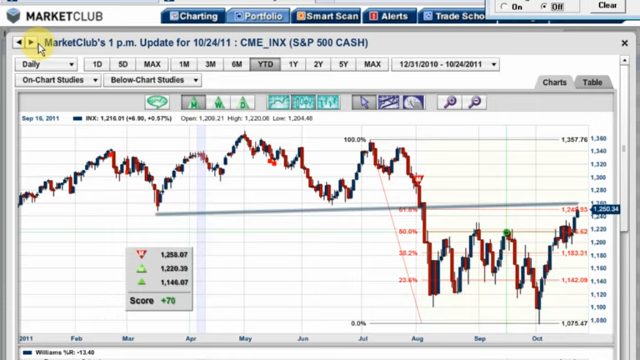 On Off Clear
MARKETCLUB Charting Portfolio Smart Scan Alerts Trade Scho
MarketClub's 1 p.m. Update for 10/24/11 : CME_INX (S&P 500 CASH)
Daily 1D 5D MAX 1M 3M 6M YTD 1Y 2Y 5Y MAX 12/31/2010 - 10/24/2011
On-Chart Studies Below-Chart Studies Charts Table
M W D
Sep 16, 2011 INX: 1,216.01 (+6.90, +0.57%) Open: 1,209.21 High: 1,220.06 Low: 1,204.46
100.0% 1,357.76
1,360
1,340
1,320
1,300
1,280
1,260
61.8% 1,250.34
1,240
50.0%
1,220
1,200
38.2% 1,183.31
1,180
1,160
23.6% 1,142.09
1,140
1,120
1,100
1,080
0.0% 1,075.47
M 1,258.07
1,220.39
1,146.07
Score +70
2011 Feb Mar Apr May Jun Jul Aug Sep Oct
Williams %R: -13.40